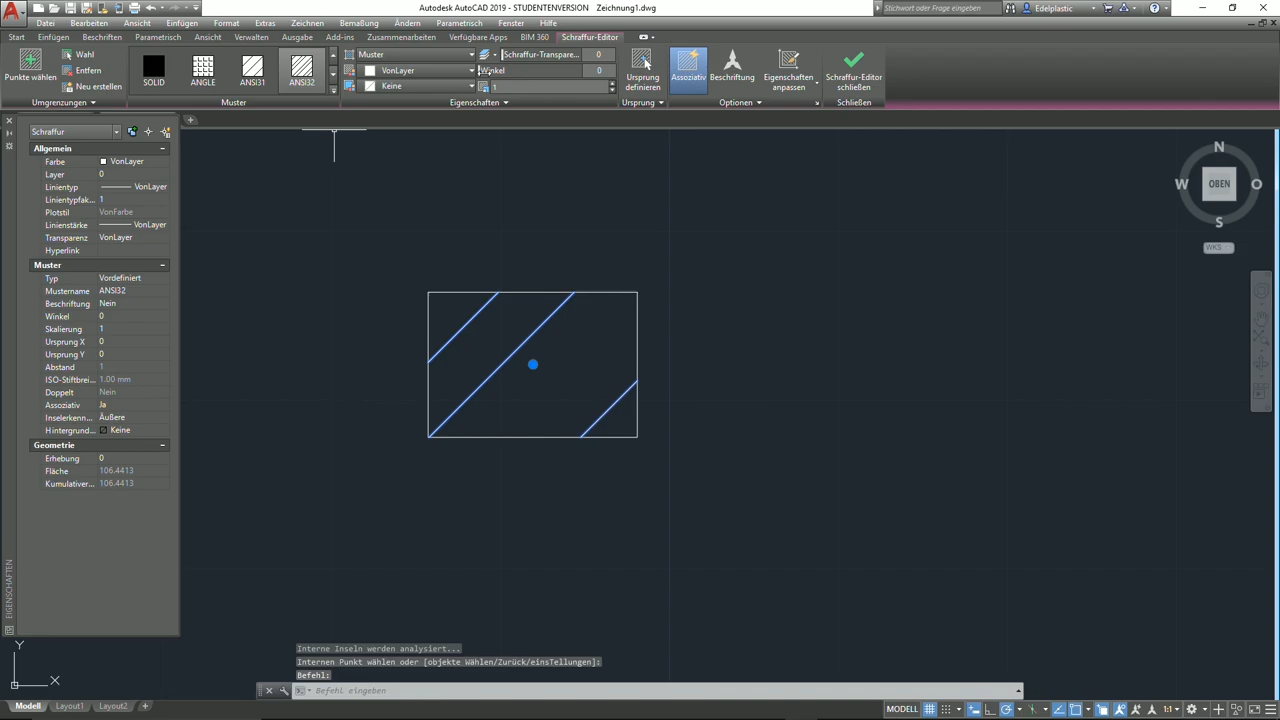 Autodesk AutoCAD 2019 - STUDENTENVERSION Zeichnung1.dwg
Stichwort oder Frage eingeben
Edelplastic
Datei Bearbeiten Ansicht Einfügen Format Extras Zeichnen Bemaßung Ändern Parametrisch Fenster Hilfe
Start Einfügen Beschriften Parametrisch Ansicht Verwalten Ausgabe Add-ins Zusammenarbeiten Verfügbare Apps BIM 360 Schraffur-Editor
Punkte wählen
Wahl
Entfernen
Neu erstellen
Umgrenzungen
SOLID ANGLE ANSI31 ANSI32
Muster
Muster
VonLayer
Keine
Schraffur-Transpare... 0
Winkel 0
1
Eigenschaften
Ursprung
definieren
Ursprung
Assoziativ
Beschriftung
Eigenschaften
anpassen
Optionen
Schraffur-Editor
schließen
Schließen
Schraffur
Allgemein
Farbe VonLayer
Layer 0
Linientyp VonLayer
Linientypfak... 1
Plotstil VonFarbe
Linienstärke VonLayer
Transparenz VonLayer
Hyperlink
Muster
Typ Vordefiniert
Mustername ANSI32
Beschriftung Nein
Winkel 0
Skalierung 1
Ursprung X 0
Ursprung Y 0
Abstand 1
ISO-Stiftbrei... 1.00 mm
Doppelt Nein
Assoziativ Ja
Inselerkenn... Äußere
Hintergrund... Keine
Geometrie
Erhebung 0
Fläche 106.4413
Kumulativer... 106.4413
EIGENSCHAFTEN
N
W OBEN O
S
WKS
Y
X
Interne Inseln werden analysiert...
Internen Punkt wählen oder [objekte Wählen/Zurück/einsTellungen]:
Befehl:
Befehl eingeben
Modell Layout1 Layout2 +
MODELL
1:1